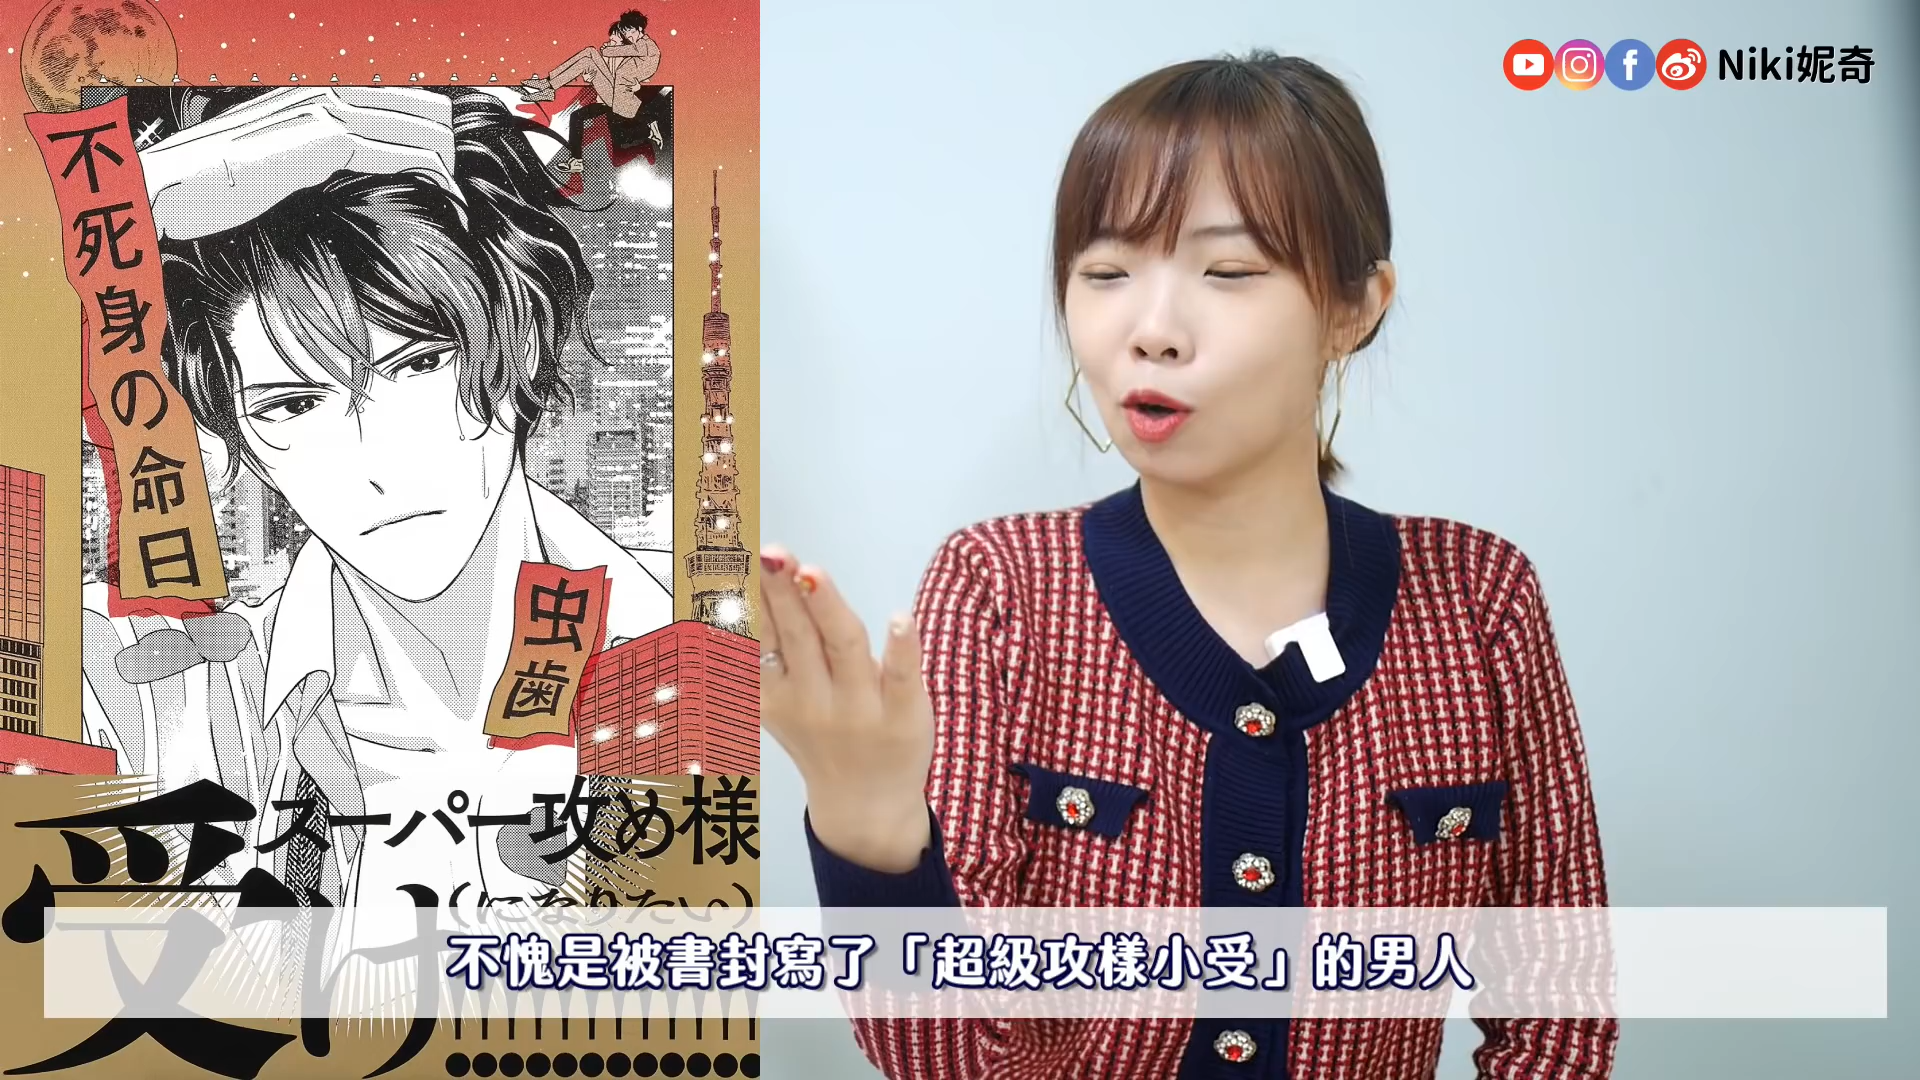 Niki妮奇
不死身の命日
虫歯
スーパー攻め様
(になりたい)
受け
不愧是被書封寫了「超級攻樣小受」的男人